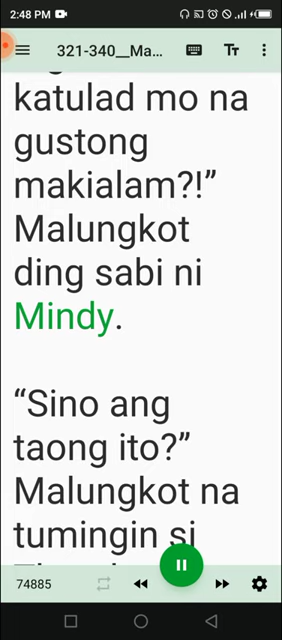 2:48 PM
321-340__Ma...
Tт
katulad mo na
gustong
makialam?!”
Malungkot
ding sabi ni
Mindy.
“Sino ang
taong ito?”
Malungkot na
tumingin si
74885